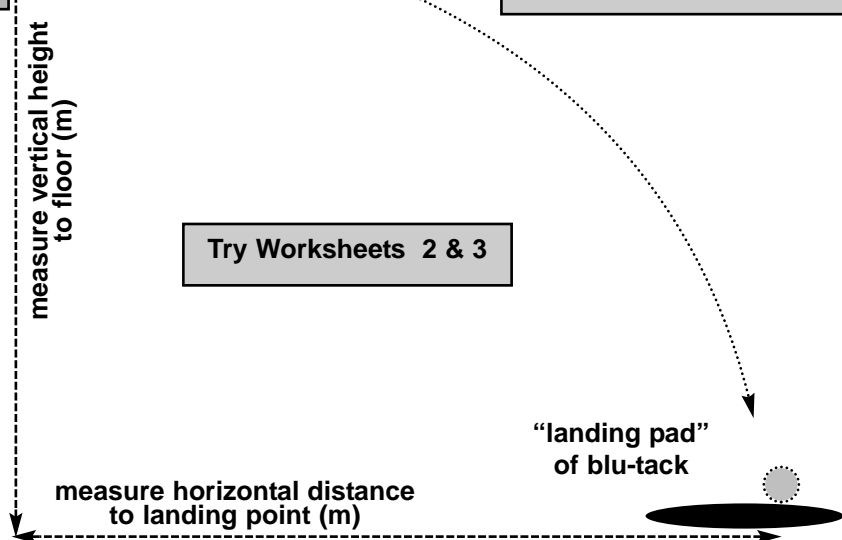 measure vertical height
to floor (m)
Try Worksheets 2 & 3
“landing pad”
of blu-tack
measure horizontal distance
to landing point (m)